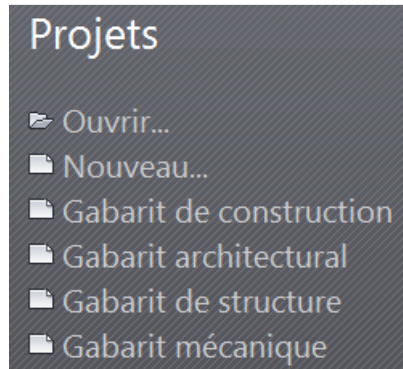 Projets
Ouvrir...
Nouveau...
Gabarit de construction
Gabarit architectural
Gabarit de structure
Gabarit mécanique